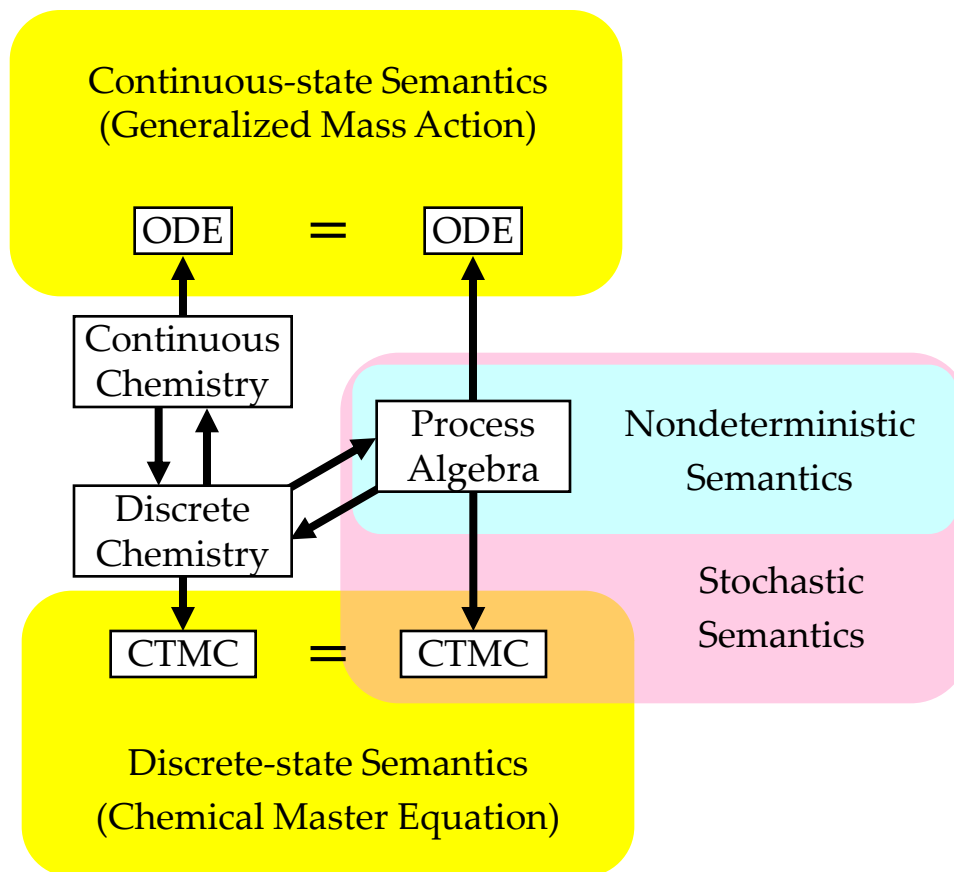 Continuous-state Semantics
(Generalized Mass Action)
ODE = ODE
Continuous
Chemistry
Process
Algebra
Nondeterministic
Semantics
Discrete
Chemistry
Stochastic
Semantics
CTMC = CTMC
Discrete-state Semantics
(Chemical Master Equation)